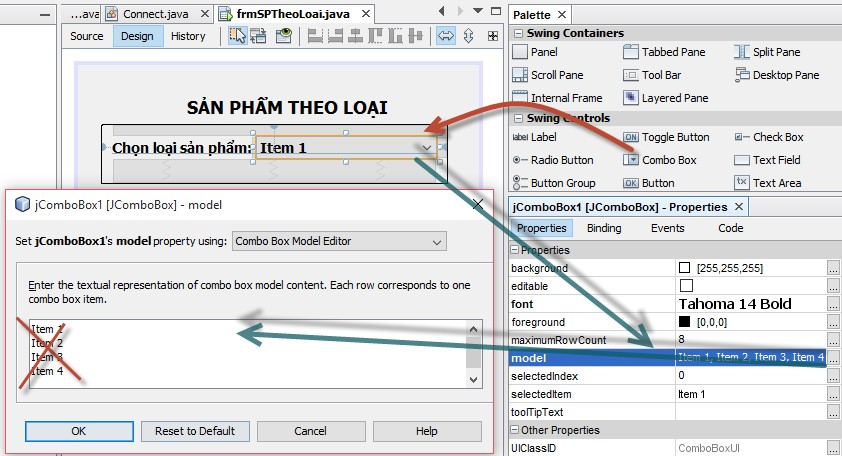 ...ava
Connect.java
frmSPTheoLoai.java
Source Design History
SẢN PHẨM THEO LOẠI
Chọn loại sản phẩm: Item 1
jComboBox1 [JComboBox] - model
Set jComboBox1's model property using: Combo Box Model Editor
Enter the textual representation of combo box model content. Each row corresponds to one
combo box item.
Item 1
Item 2
Item 3
Item 4
OK Reset to Default Cancel Help
Palette
Swing Containers
Panel Tabbed Pane Split Pane
Scroll Pane Tool Bar Desktop Pane
Internal Frame Layered Pane
Swing Controls
label Label ON Toggle Button Check Box
Radio Button Combo Box Text Field
Button Group OK Button tx Text Area
jComboBox1 [JComboBox] - Properties
Properties Binding Events Code
Properties
background [255,255,255] ...
editable ...
font Tahoma 14 Bold ...
foreground [0,0,0] ...
maximumRowCount 8 ...
model Item 1, Item 2, Item 3, Item 4 ...
selectedIndex 0 ...
selectedItem Item 1 ...
toolTipText ...
Other Properties
UIClassID ComboBoxUI ...